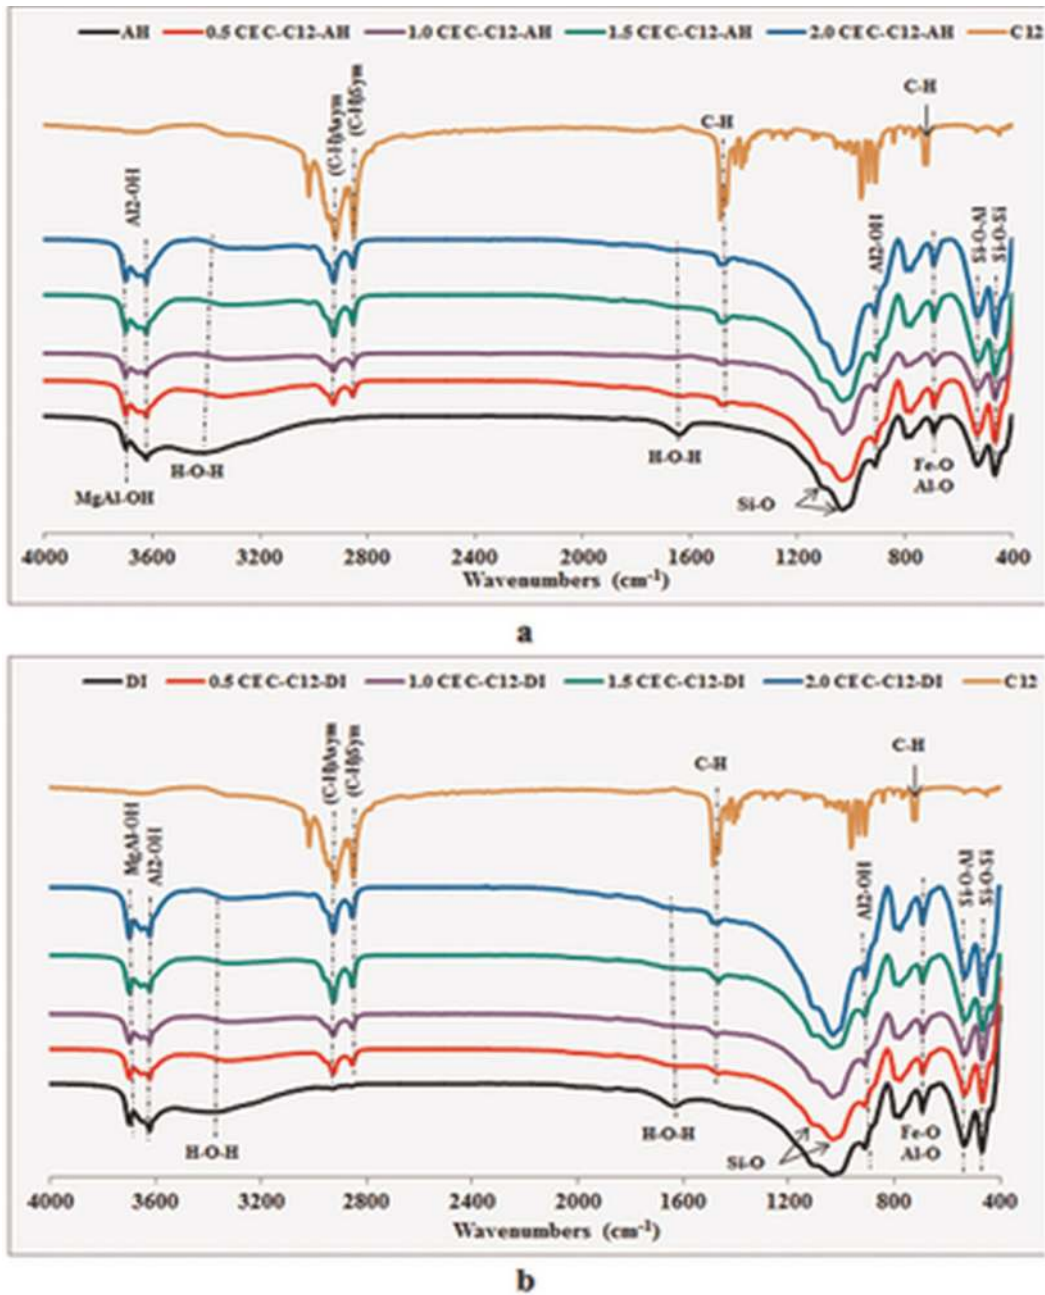 AH 0.5 CEC-C12-AH 1.0 CEC-C12-AH 1.5 CEC-C12-AH 2.0 CEC-C12-AH C12
(C-H)Asym
(C-H)Sym
C-H
C-H
Al2-OH
Al2-OH
Si-O-Al
Si-O-Si
H-O-H
H-O-H
MgAl-OH
Fe-O
Al-O
Si-O
4000 3600 3200 2800 2400 2000 1600 1200 800 400
Wavenumbers (cm-1)
a
DI 0.5 CEC-C12-DI 1.0 CEC-C12-DI 1.5 CEC-C12-DI 2.0 CEC-C12-DI C12
(C-H)Asym
(C-H)Sym
C-H
C-H
MgAl-OH
Al2-OH
Al2-OH
Si-O-Al
Si-O-Si
H-O-H
H-O-H
Fe-O
Al-O
Si-O
4000 3600 3200 2800 2400 2000 1600 1200 800 400
Wavenumbers (cm-1)
b